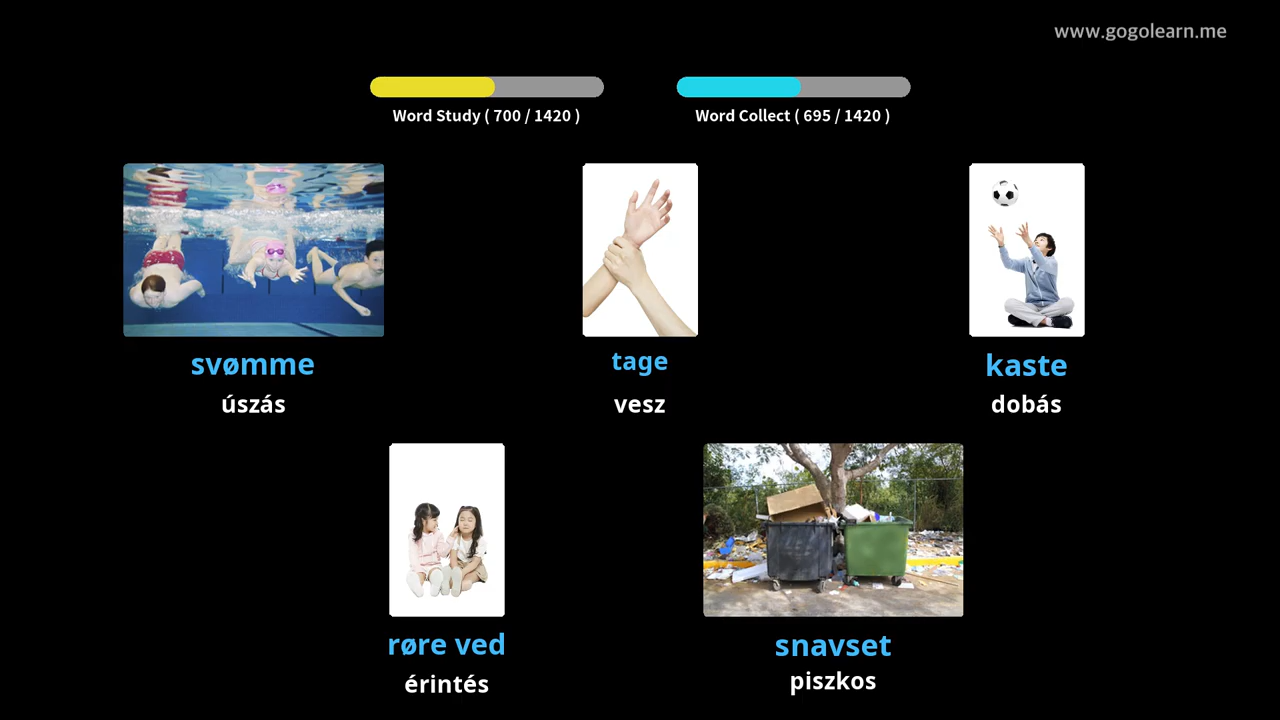 www.gogolearn.me
Word Study ( 700 / 1420 )
Word Collect ( 695 / 1420 )
svømme
úszás
tage
vesz
kaste
dobás
røre ved
érintés
snavset
piszkos